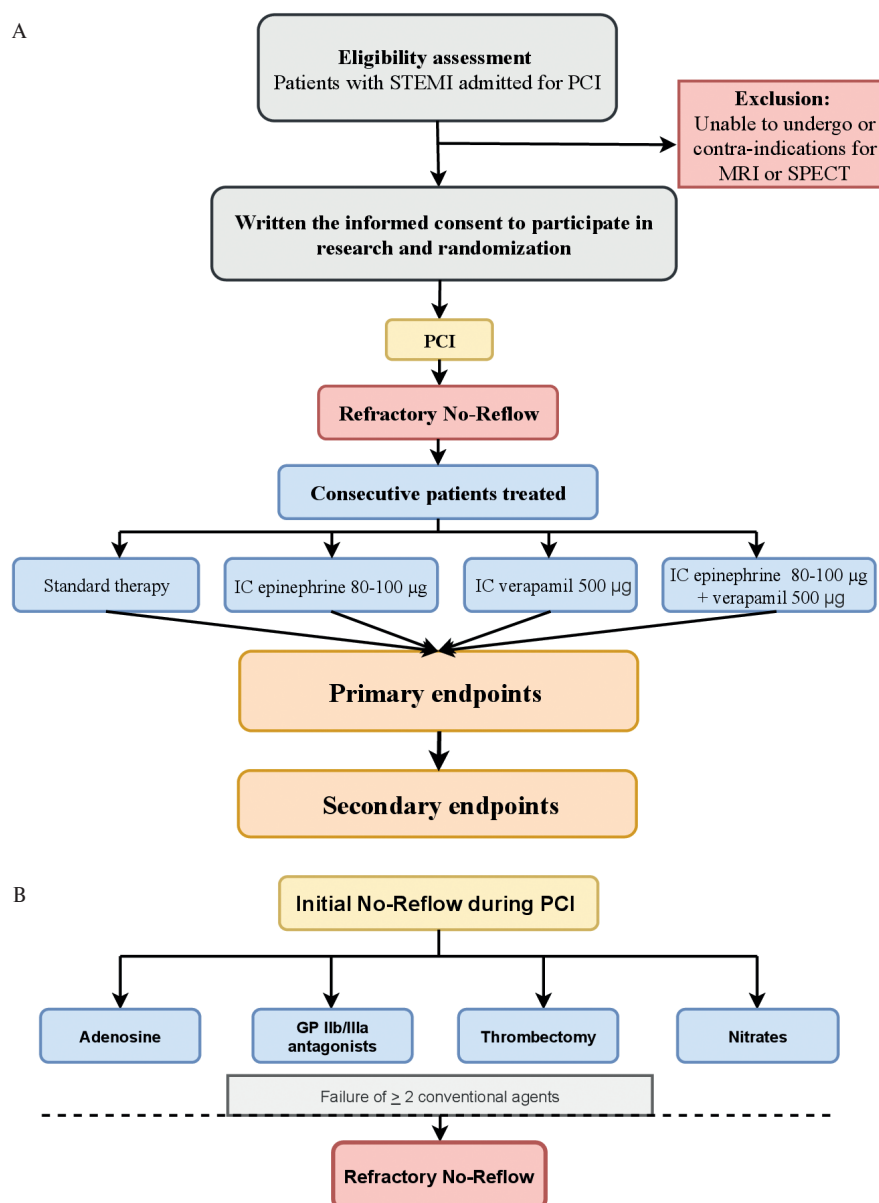 A
Eligibility assessment
Patients with STEMI admitted for PCI
Exclusion:
Unable to undergo or
contra-indications for
MRI or SPECT
Written the informed consent to participate in
research and randomization
PCI
Refractory No-Reflow
Consecutive patients treated
Standard therapy
IC epinephrine 80-100 µg
IC verapamil 500 µg
IC epinephrine 80-100 µg
+ verapamil 500 µg
Primary endpoints
Secondary endpoints
B
Initial No-Reflow during PCI
Adenosine
GP IIb/IIIa
antagonists
Thrombectomy
Nitrates
Failure of ≥ 2 conventional agents
Refractory No-Reflow